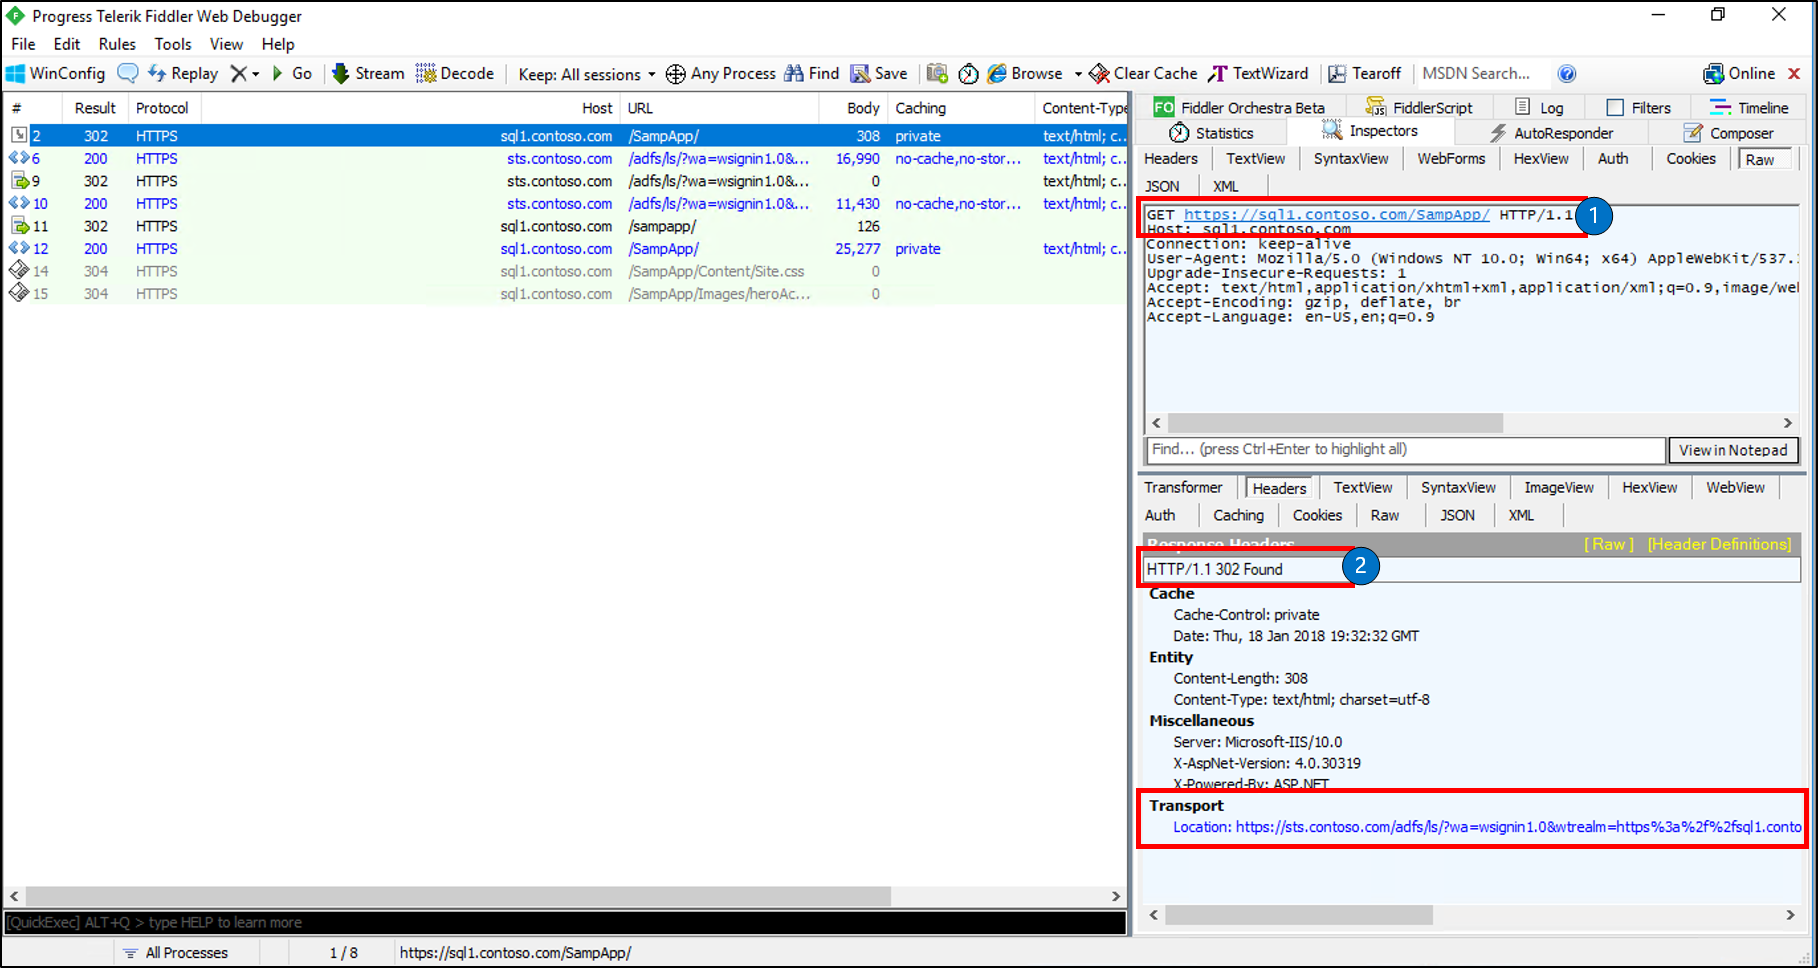 Progress Telerik Fiddler Web Debugger
File Edit Rules Tools View Help
WinConfig Replay Go Stream Decode Keep: All sessions Any Process Find Save Browse Clear Cache TextWizard Tearoff MSDN Search... Online
# Result Protocol Host URL Body Caching Content-Type
2 302 HTTPS sql1.contoso.com /SampApp/ 308 private text/html; c...
6 200 HTTPS sts.contoso.com /adfs/ls/?wa=wsignin1.0&... 16,990 no-cache,no-stor... text/html; c...
9 302 HTTPS sts.contoso.com /adfs/ls/?wa=wsignin1.0&... 0 text/html; c...
10 200 HTTPS sts.contoso.com /adfs/ls/?wa=wsignin1.0&... 11,430 no-cache,no-stor... text/html; c...
11 302 HTTPS sql1.contoso.com /sampapp/ 126
12 200 HTTPS sql1.contoso.com /SampApp/ 25,277 private text/html; c...
14 304 HTTPS sql1.contoso.com /SampApp/Content/Site.css 0
15 304 HTTPS sql1.contoso.com /SampApp/Images/heroAc... 0
FO Fiddler Orchestra Beta FiddlerScript Log Filters Timeline
Statistics Inspectors AutoResponder Composer
Headers TextView SyntaxView WebForms HexView Auth Cookies Raw
JSON XML
GET https://sql1.contoso.com/SampApp/ HTTP/1.1 1
Host: sql1.contoso.com
Connection: keep-alive
User-Agent: Mozilla/5.0 (Windows NT 10.0; Win64; x64) AppleWebKit/537.
Upgrade-Insecure-Requests: 1
Accept: text/html,application/xhtml+xml,application/xml;q=0.9,image/we
Accept-Encoding: gzip, deflate, br
Accept-Language: en-US,en;q=0.9
Find... (press Ctrl+Enter to highlight all) View in Notepad
Transformer Headers TextView SyntaxView ImageView HexView WebView
Auth Caching Cookies Raw JSON XML
Response Headers [ Raw ] [Header Definitions]
HTTP/1.1 302 Found 2
Cache
Cache-Control: private
Date: Thu, 18 Jan 2018 19:32:32 GMT
Entity
Content-Length: 308
Content-Type: text/html; charset=utf-8
Miscellaneous
Server: Microsoft-IIS/10.0
X-AspNet-Version: 4.0.30319
X-Powered-By: ASP.NET
Transport
Location: https://sts.contoso.com/adfs/ls/?wa=wsignin1.0&wtrealm=https%3a%2f%2fsql1.conto
[QuickExec] ALT+Q > type HELP to learn more
All Processes 1 / 8 https://sql1.contoso.com/SampApp/